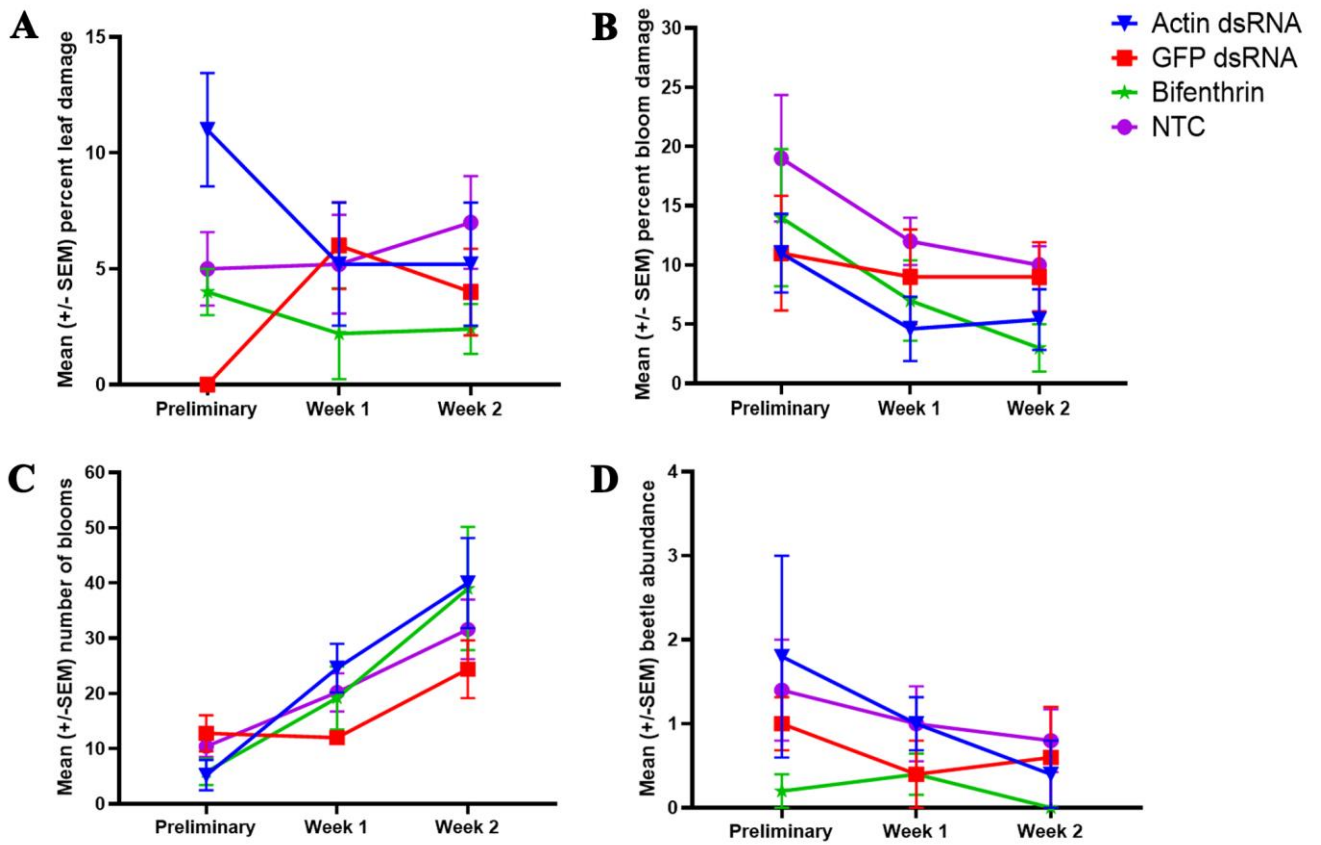 A
Mean (+/- SEM) percent leaf damage
15
10
5
0
Preliminary
Week 1
Week 2
B
Mean (+/- SEM) percent bloom damage
30
25
20
15
10
5
0
Preliminary
Week 1
Week 2
Actin dsRNA
GFP dsRNA
Bifenthrin
NTC
C
Mean (+/-SEM) number of blooms
60
50
40
30
20
10
0
Preliminary
Week 1
Week 2
D
Mean (+/-SEM) beetle abundance
4
3
2
1
0
Preliminary
Week 1
Week 2